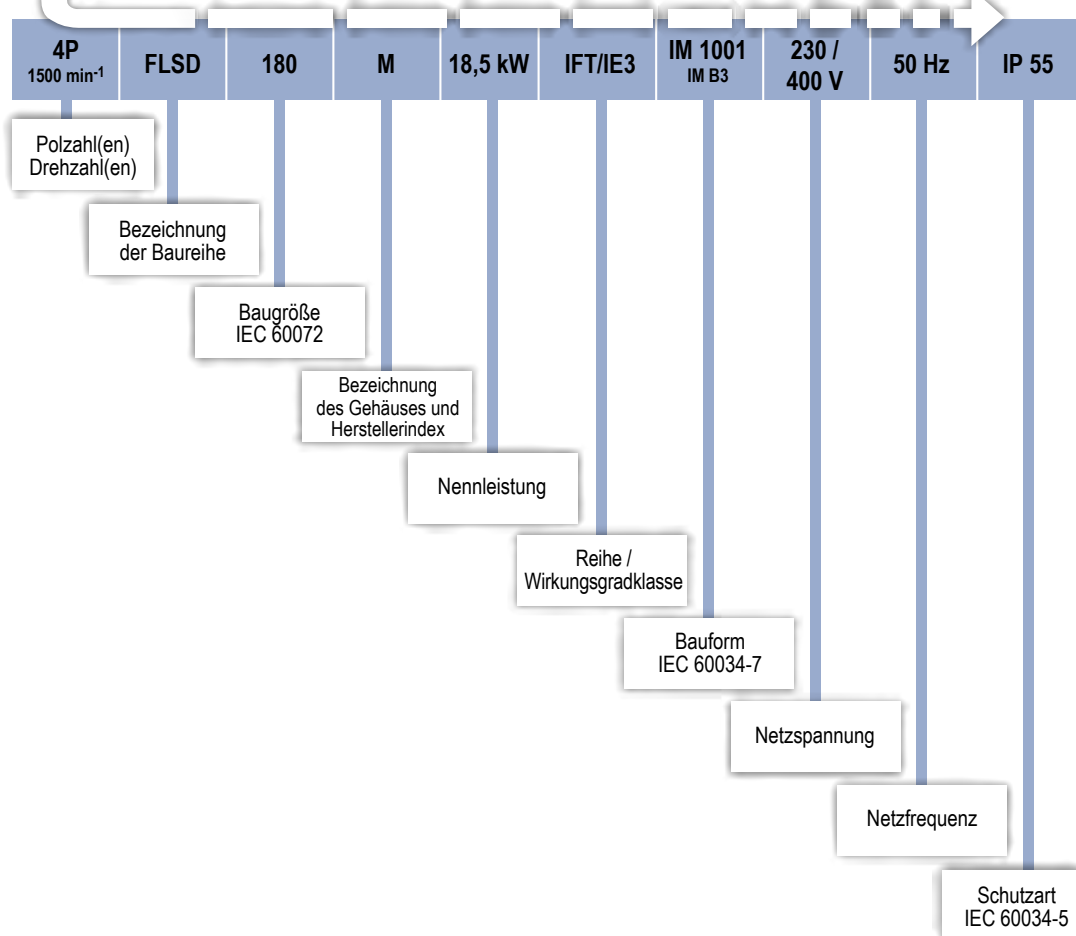 4P
1500 min-1
FLSD
180
M
18,5 kW
IFT/IE3
IM 1001
IM B3
230 /
400 V
50 Hz
IP 55
Polzahl(en)
Drehzahl(en)
Bezeichnung
der Baureihe
Baugröße
IEC 60072
Bezeichnung
des Gehäuses und
Herstellerindex
Nennleistung
Reihe /
Wirkungsgradklasse
Bauform
IEC 60034-7
Netzspannung
Netzfrequenz
Schutzart
IEC 60034-5